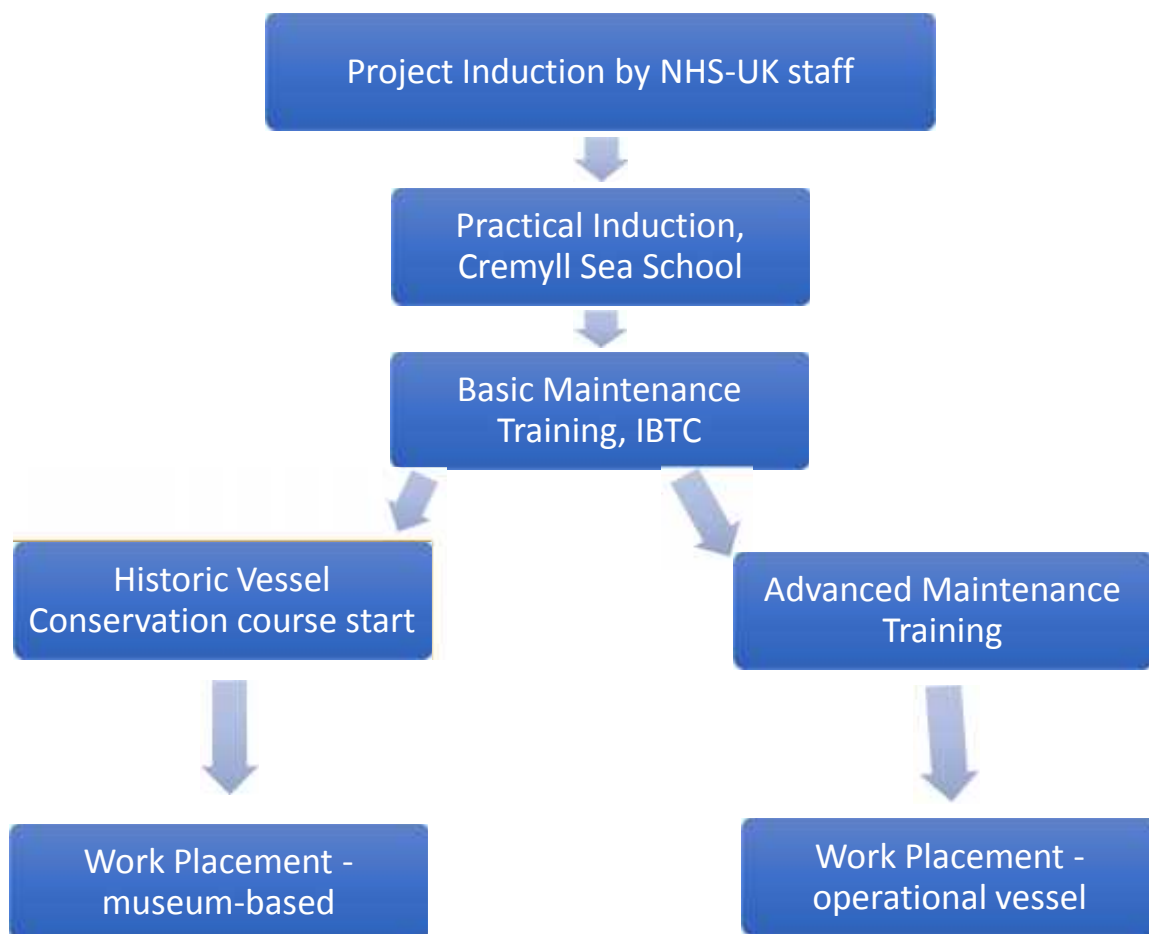 Project Induction by NHS-UK staff
Practical Induction,
Cremyll Sea School
Basic Maintenance
Training, IBTC
Historic Vessel
Conservation course start
Advanced Maintenance
Training
Work Placement -
museum-based
Work Placement -
operational vessel